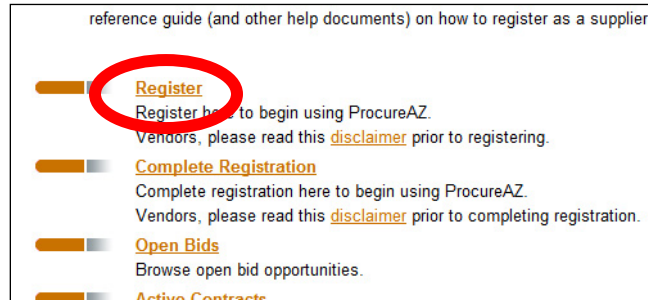 reference guide (and other help documents) on how to register as a supplier
Register
Register here to begin using ProcureAZ.
Vendors, please read this disclaimer prior to registering.
Complete Registration
Complete registration here to begin using ProcureAZ.
Vendors, please read this disclaimer prior to completing registration.
Open Bids
Browse open bid opportunities.
Active Contracts